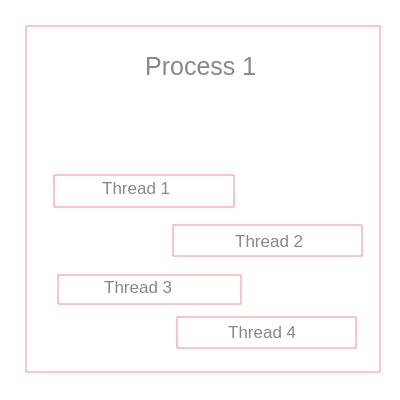 Process 1
Thread 1
Thread 2
Thread 3
Thread 4